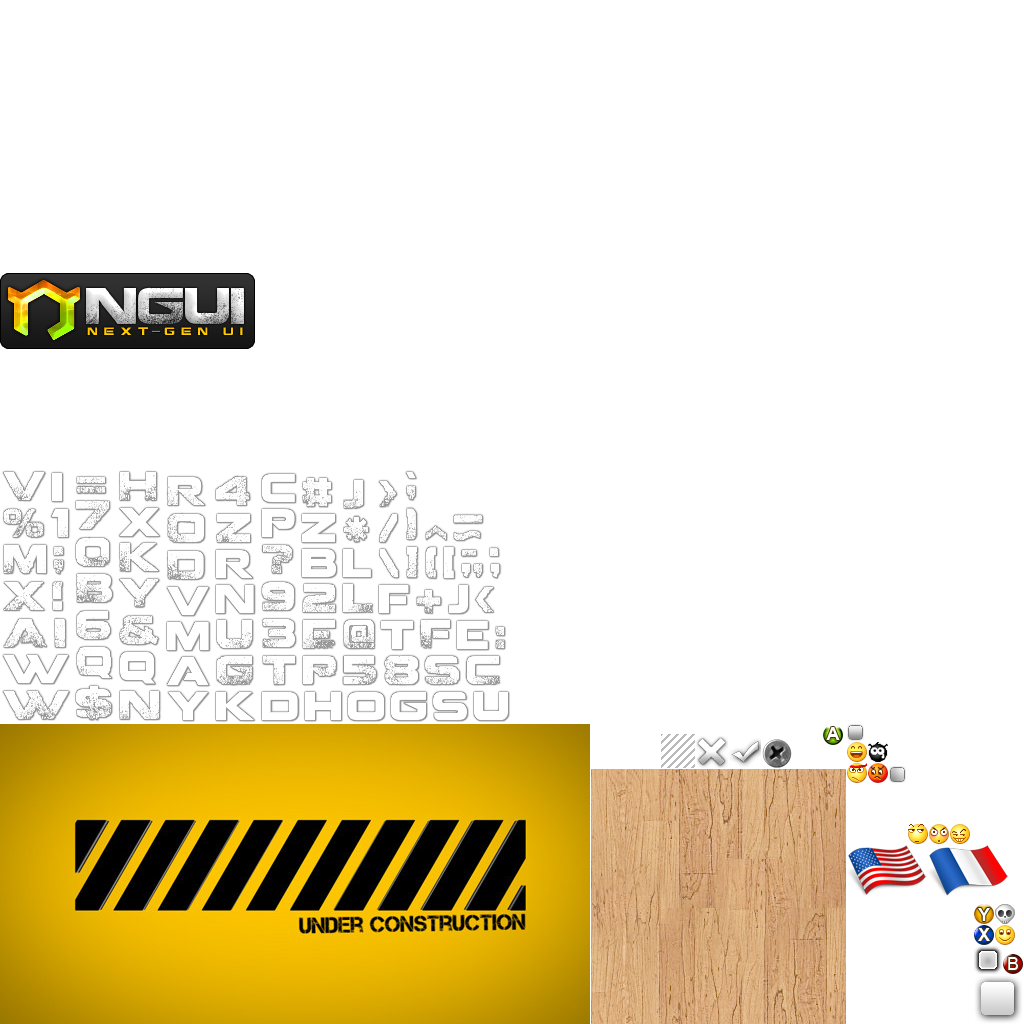 NGUI
NEXT-GEN UI
V I = H R 4 C # J > ` ;
% 1 7 X O Z P Z * / ) ^ = ~
M ; O K D R ? B L \ ] ( [ " , ;
X ! B Y V N 9 2 L F + J <
A | 6 & M U 3 E @ T F E :
W Q Q A G T P 5 8 S C
W $ N Y K D H O G S U
A
UNDER CONSTRUCTION
Y
X
B